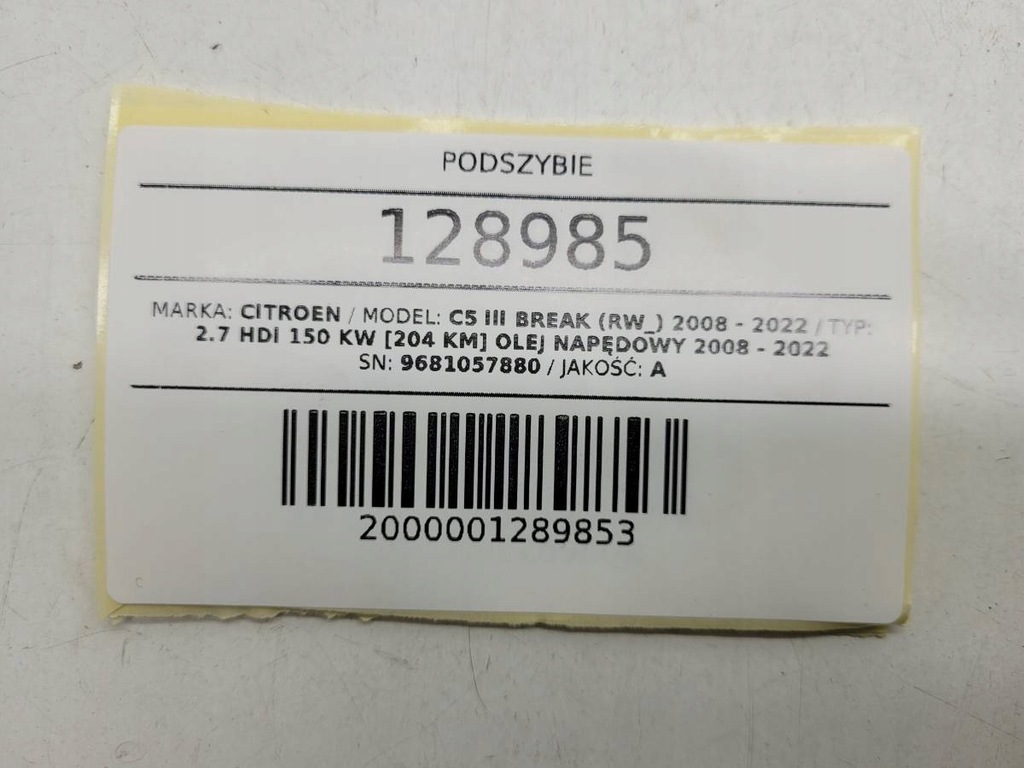 PODSZYBIE
128985
MARKA: CITROEN / MODEL: C5 III BREAK (RW_) 2008 - 2022 / TYP:
2.7 HDI 150 KW [204 KM] OLEJ NAPĘDOWY 2008 - 2022
SN: 9681057880 / JAKOŚĆ: A
2000001289853